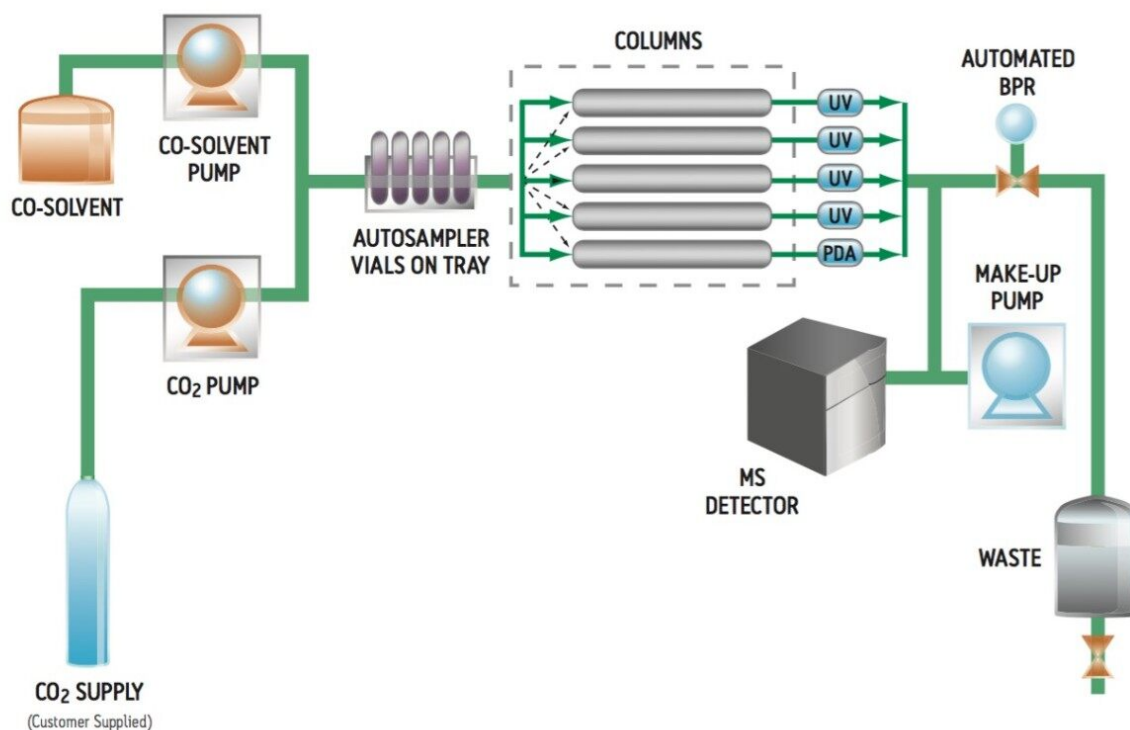 COLUMNS
AUTOMATED
BPR
CO-SOLVENT
PUMP
CO-SOLVENT
UV
UV
UV
UV
PDA
AUTOSAMPLER
VIALS ON TRAY
MAKE-UP
PUMP
CO₂ PUMP
MS
DETECTOR
WASTE
CO₂ SUPPLY
(Customer Supplied)